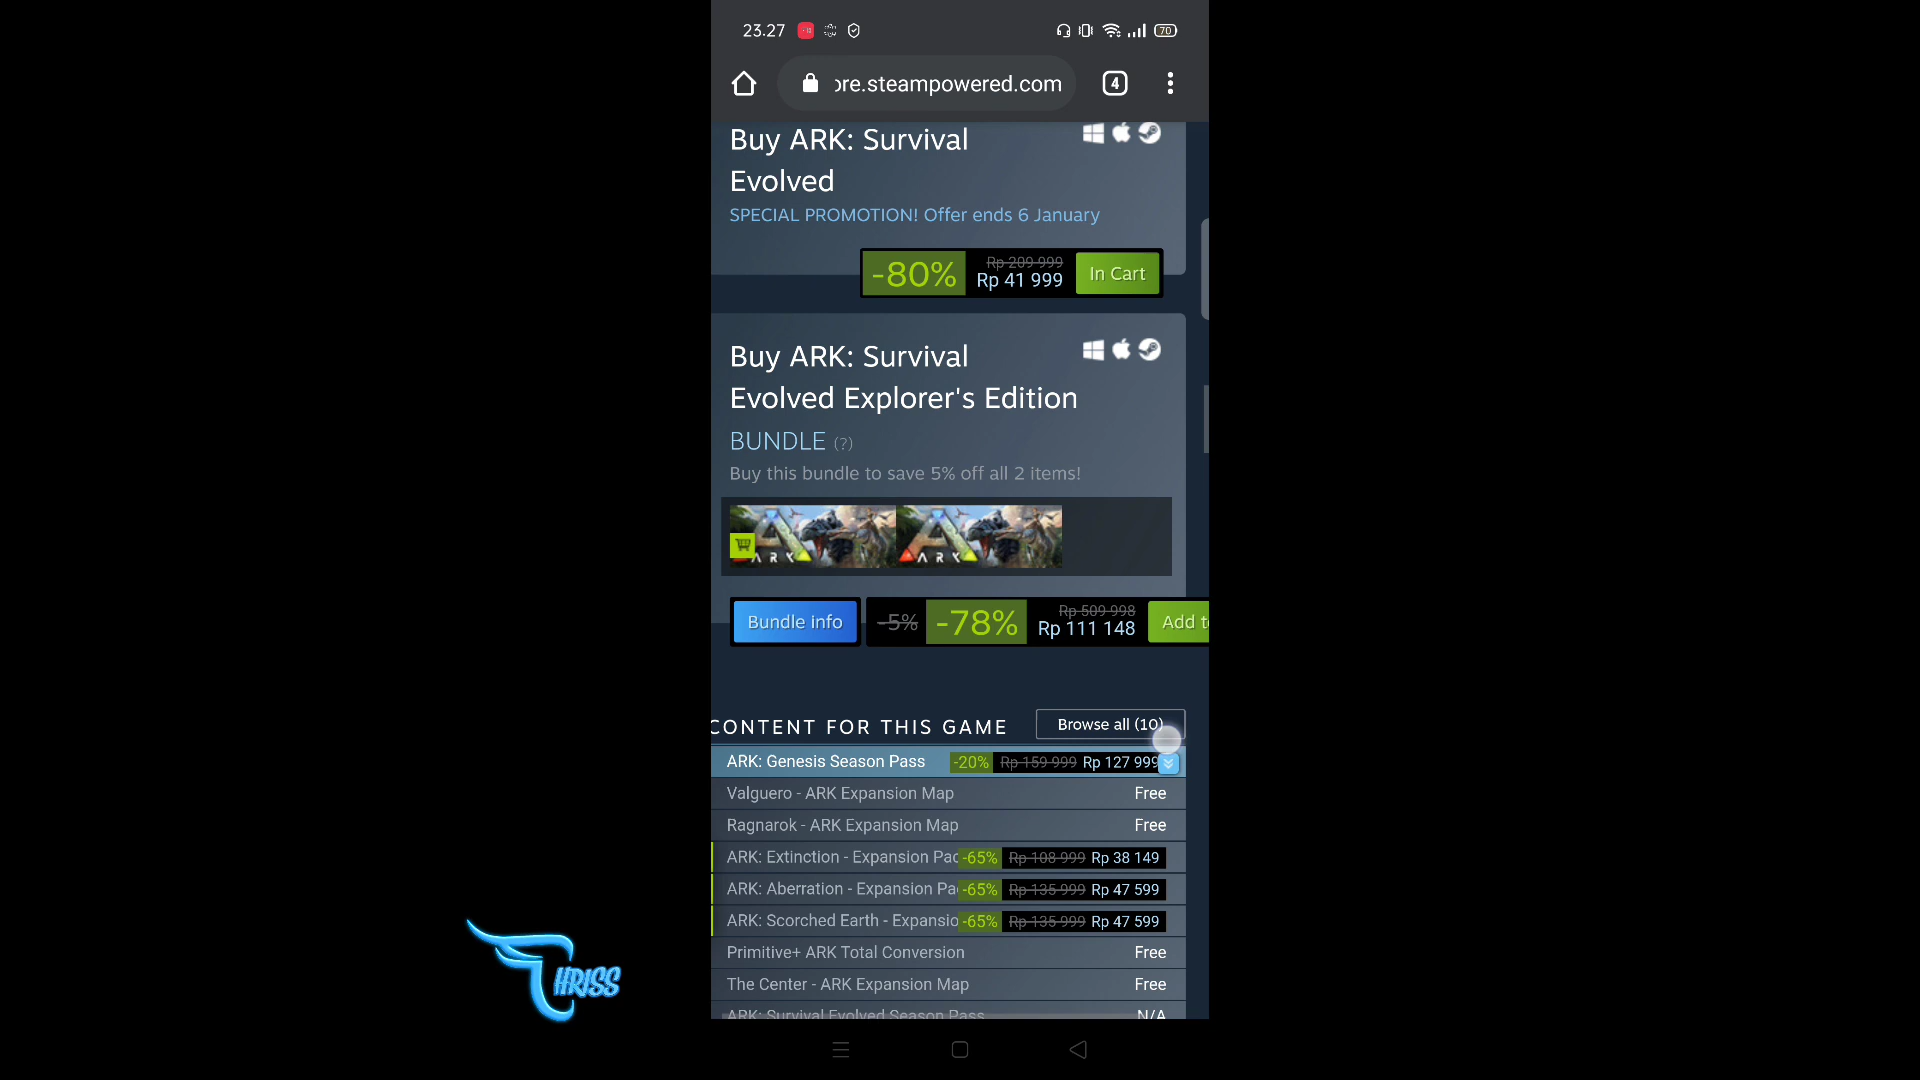 23.27
70
ore.steampowered.com
4
Buy ARK: Survival
Evolved
SPECIAL PROMOTION! Offer ends 6 January
-80%
Rp 209 999
Rp 41 999
In Cart
Buy ARK: Survival
Evolved Explorer's Edition
BUNDLE (?)
Buy this bundle to save 5% off all 2 items!
ARK
ARK
Bundle info
-5%
-78%
Rp 509 998
Rp 111 148
Add t
CONTENT FOR THIS GAME
Browse all (10)
ARK: Genesis Season Pass -20% Rp 159 999 Rp 127 999
Valguero - ARK Expansion Map Free
Ragnarok - ARK Expansion Map Free
ARK: Extinction - Expansion Pac -65% Rp 108 999 Rp 38 149
ARK: Aberration - Expansion Pa -65% Rp 135 999 Rp 47 599
ARK: Scorched Earth - Expansio -65% Rp 135 999 Rp 47 599
Primitive+ ARK Total Conversion Free
The Center - ARK Expansion Map Free
ARK: Survival Evolved Season Pass N/A
THRISS